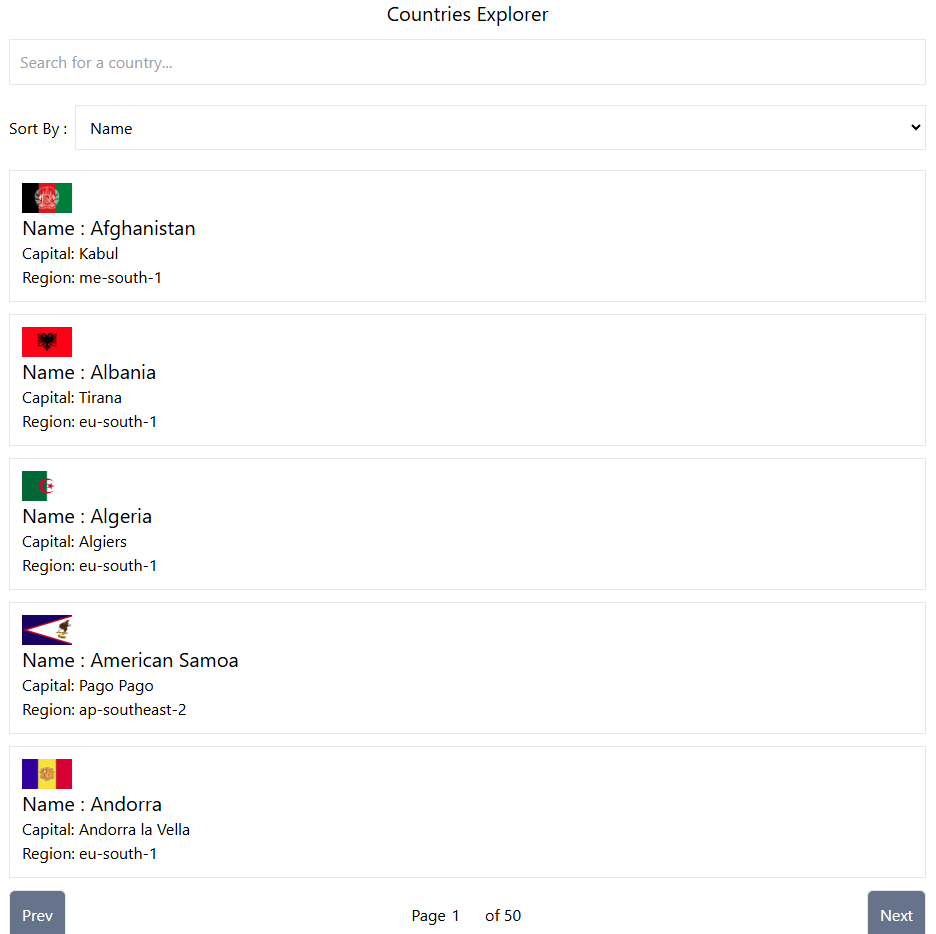 Countries Explorer
Search for a country...
Sort By : Name
Name : Afghanistan
Capital: Kabul
Region: me-south-1
Name : Albania
Capital: Tirana
Region: eu-south-1
Name : Algeria
Capital: Algiers
Region: eu-south-1
Name : American Samoa
Capital: Pago Pago
Region: ap-southeast-2
Name : Andorra
Capital: Andorra la Vella
Region: eu-south-1
Prev Page 1 of 50 Next